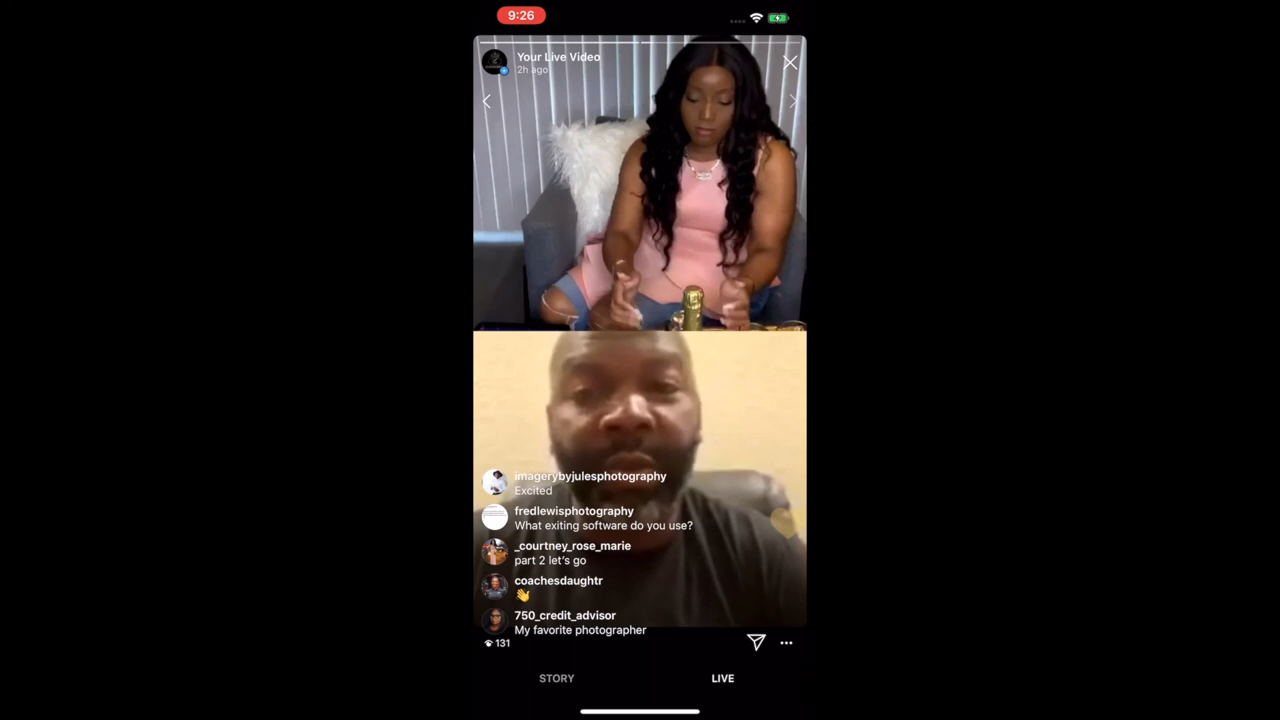 9:26
Your Live Video
2h ago
imagerybyjulesphotography
Excited
fredlewisphotography
What exiting software do you use?
_courtney_rose_marie
part 2 let's go
coachesdaughtr
👋
750_credit_advisor
My favorite photographer
131
STORY
LIVE